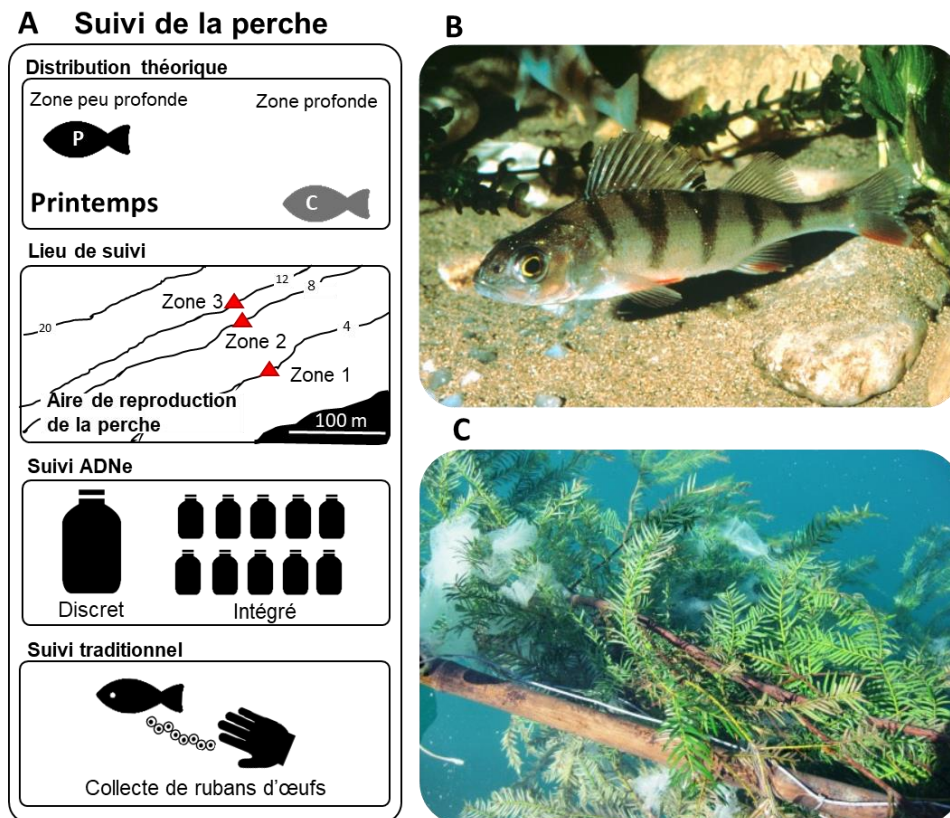 A Suivi de la perche
Distribution théorique
Zone peu profonde
Zone profonde
P
Printemps
C
Lieu de suivi
12
8
Zone 3
4
20
Zone 2
Zone 1
Aire de reproduction
de la perche
100 m
Suivi ADNe
Discret
Intégré
Suivi traditionnel
Collecte de rubans d’œufs
B
C